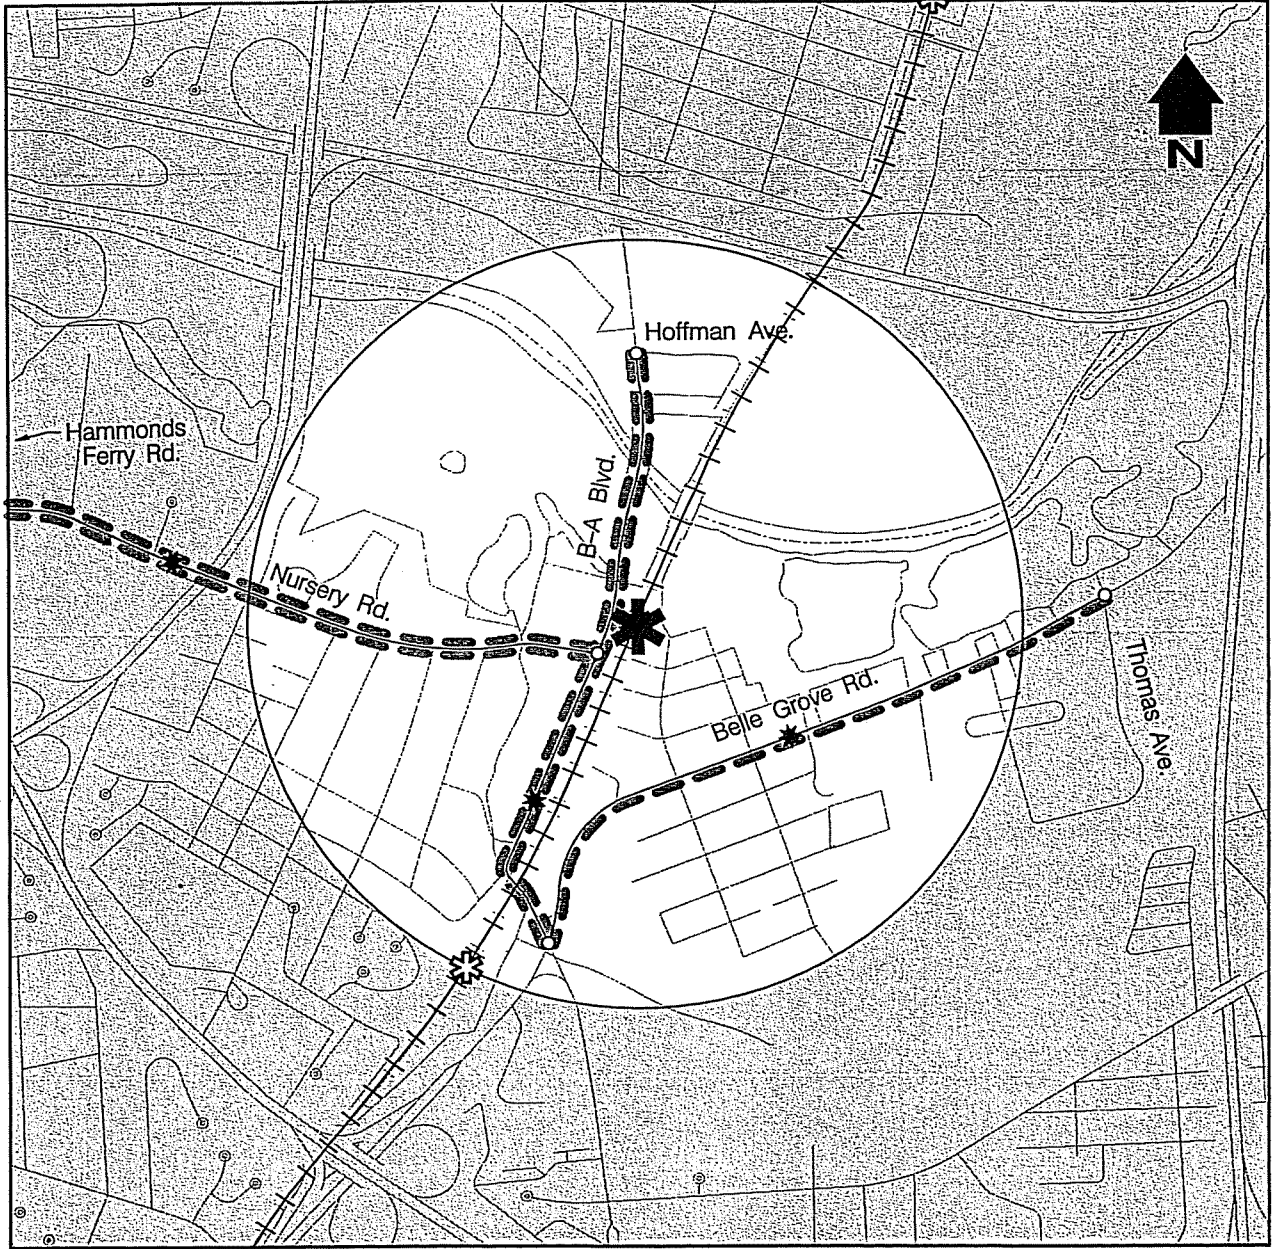 N
Hoffman Ave.
Hammonds
Ferry Rd.
B-A Blvd.
Nursery Rd.
Belle Grove Rd.
Thomas Ave.